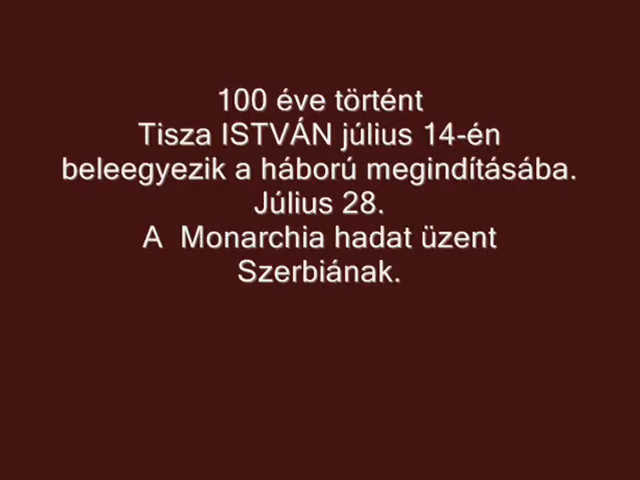 100 éve történt
Tisza ISTVÁN július 14-én
beleegyezik a háború megindításába.
Július 28.
A  Monarchia hadat üzent
Szerbiának.